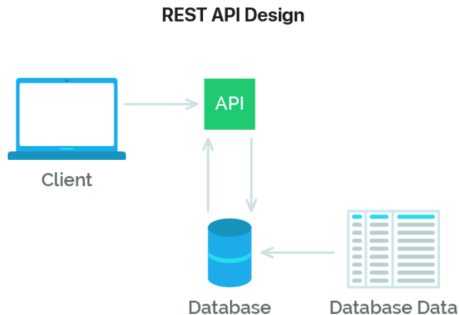 REST API Design
API
Client
Database
Database Data